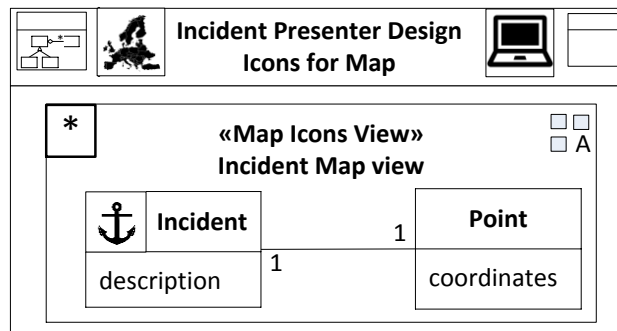 *
Incident Presenter Design
Icons for Map
*
«Map Icons View»
Incident Map view
A
Incident
1
Point
1
description
coordinates